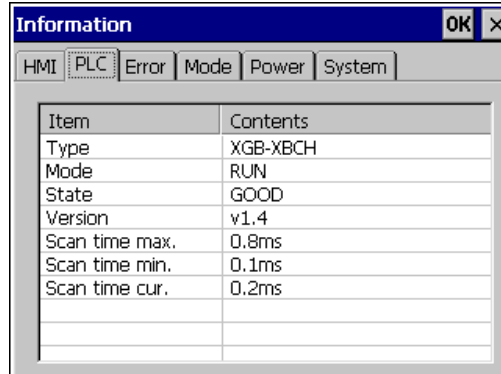 Information OK
HMI PLC Error Mode Power System
Item Contents
Type XGB-XBCH
Mode RUN
State GOOD
Version v1.4
Scan time max. 0.8ms
Scan time min. 0.1ms
Scan time cur. 0.2ms